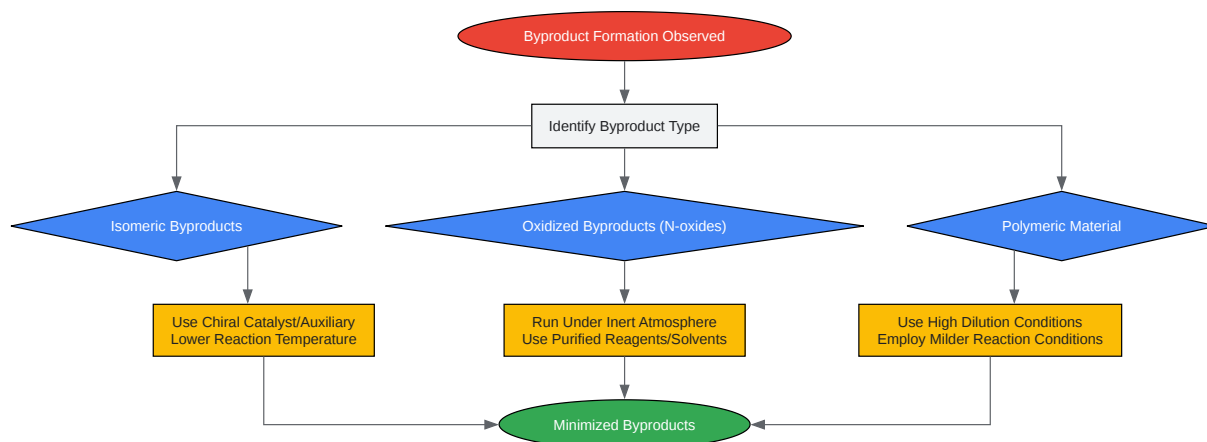 Byproduct Formation Observed
Identify Byproduct Type
Isomeric Byproducts
Oxidized Byproducts (N-oxides)
Polymeric Material
Use Chiral Catalyst/Auxiliary
Lower Reaction Temperature
Run Under Inert Atmosphere
Use Purified Reagents/Solvents
Use High Dilution Conditions
Employ Milder Reaction Conditions
Minimized Byproducts